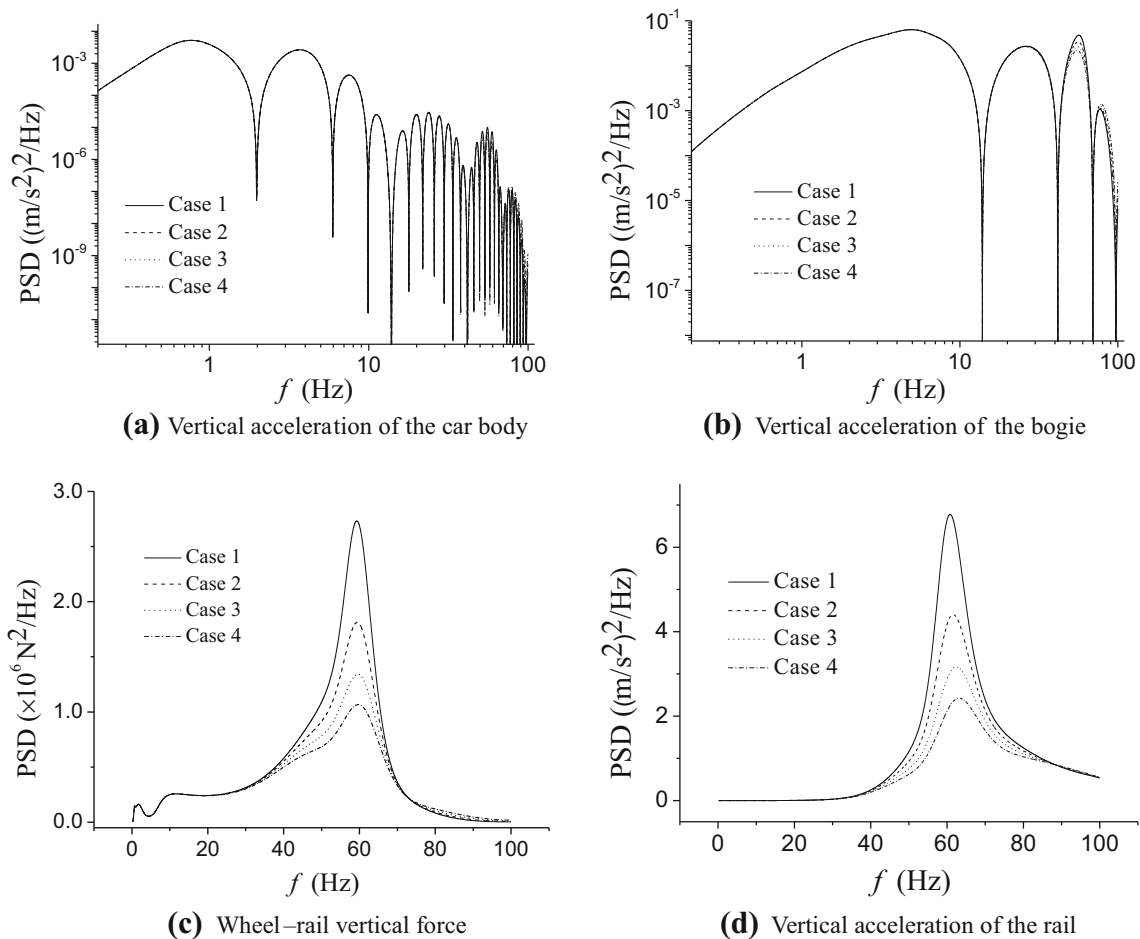 10⁻³
10⁻⁶
10⁻⁹
PSD ((m/s²)²/Hz)
Case 1
Case 2
Case 3
Case 4
1 10 100
f (Hz)
(a) Vertical acceleration of the car body
10⁻¹
10⁻³
10⁻⁵
10⁻⁷
PSD ((m/s²)²/Hz)
Case 1
Case 2
Case 3
Case 4
1 10 100
f (Hz)
(b) Vertical acceleration of the bogie
3.0
2.0
1.0
0.0
PSD (×10⁶ N²/Hz)
Case 1
Case 2
Case 3
Case 4
0 20 40 60 80 100
f (Hz)
(c) Wheel–rail vertical force
6
4
2
0
PSD ((m/s²)²/Hz)
Case 1
Case 2
Case 3
Case 4
0 20 40 60 80 100
f (Hz)
(d) Vertical acceleration of the rail